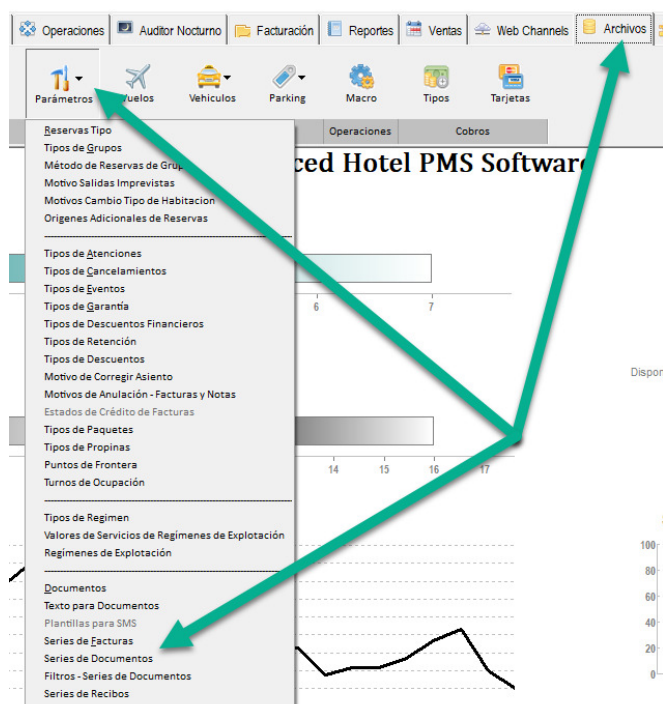 Operaciones Auditor Nocturno Facturación Reportes Ventas Web Channels Archivos
Parámetros Vuelos Vehiculos Parking Macro Tipos Tarjetas
Operaciones Cobros
ced Hotel PMS Software
Reservas Tipo
Tipos de Grupos
Método de Reservas de Grup
Motivo Salidas Imprevistas
Motivos Cambio Tipo de Habitacion
Origenes Adicionales de Reservas
Tipos de Atenciones
Tipos de Cancelamientos
Tipos de Eventos
Tipos de Garantía
Tipos de Descuentos Financieros
Tipos de Retención
Tipos de Descuentos
Motivo de Corregir Asiento
Motivos de Anulación - Facturas y Notas
Estados de Crédito de Facturas
Tipos de Paquetes
Tipos de Propinas
Puntos de Frontera
Turnos de Ocupación
Tipos de Regimen
Valores de Servicios de Regímenes de Explotación
Regímenes de Explotación
Documentos
Texto para Documentos
Plantillas para SMS
Series de Facturas
Series de Documentos
Filtros - Series de Documentos
Series de Recibos
6 7
Dispon
13 14 15 16 17
100
80
60
40
20
0